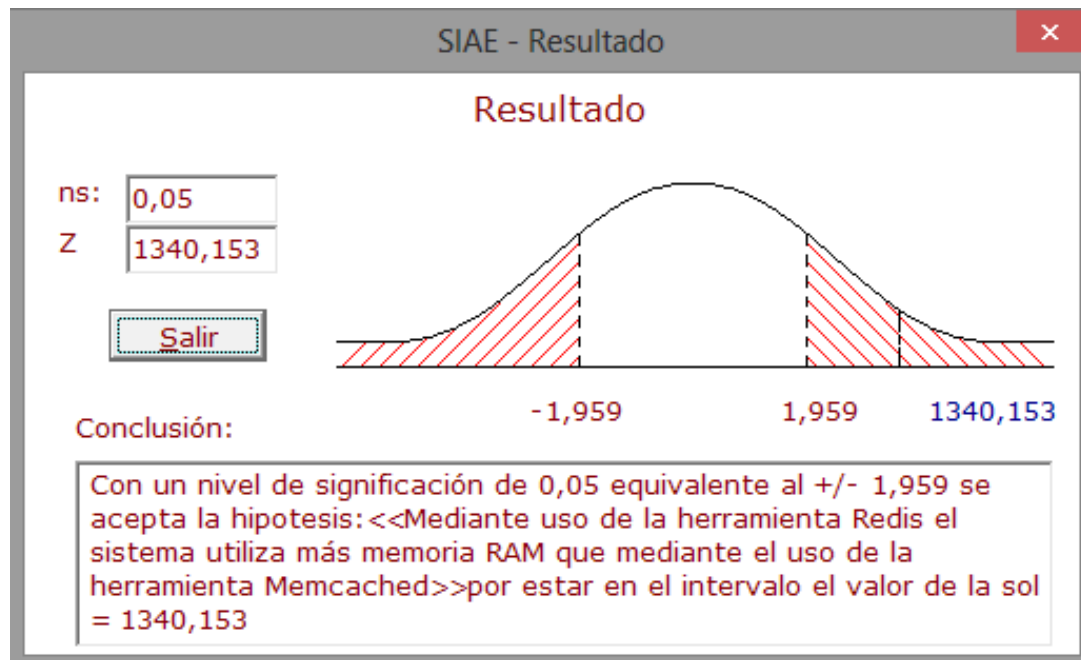 SIAE - Resultado
Resultado
ns: 0,05
Z 1340,153
Salir
-1,959 1,959 1340,153
Conclusión:
Con un nivel de significación de 0,05 equivalente al +/- 1,959 se
acepta la hipotesis:<<Mediante uso de la herramienta Redis el
sistema utiliza más memoria RAM que mediante el uso de la
herramienta Memcached>>por estar en el intervalo el valor de la sol
= 1340,153